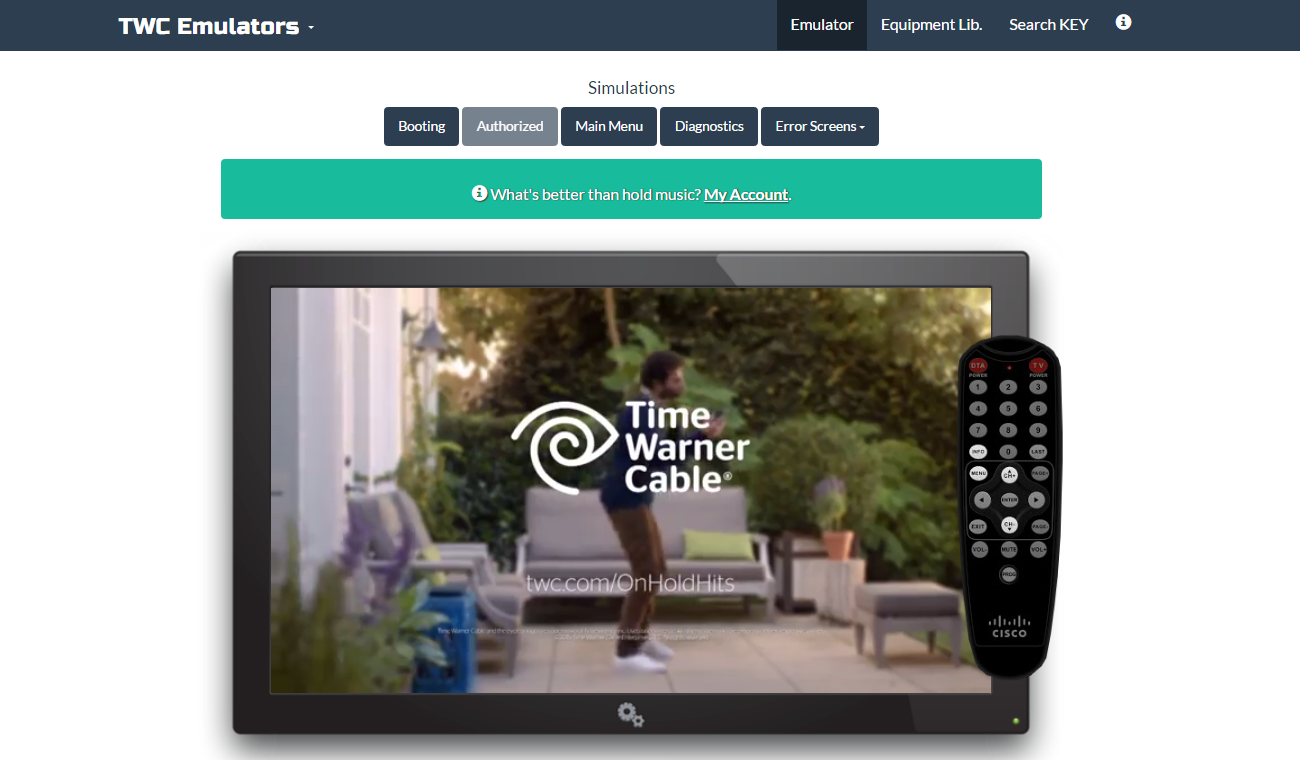 TWC Emulators
Emulator
Equipment Lib.
Search KEY
Simulations
Booting
Authorized
Main Menu
Diagnostics
Error Screens
What's better than hold music? My Account.
Time
Warner
Cable®
twc.com/OnHoldHits
DTA
TV
POWER
POWER
1 2 3
4 5 6
7 8 9
INFO 0 LAST
MENU CH+ PAGE+
ENTER
EXIT CH- PAGE-
VOL- MUTE VOL+
PROG
CISCO